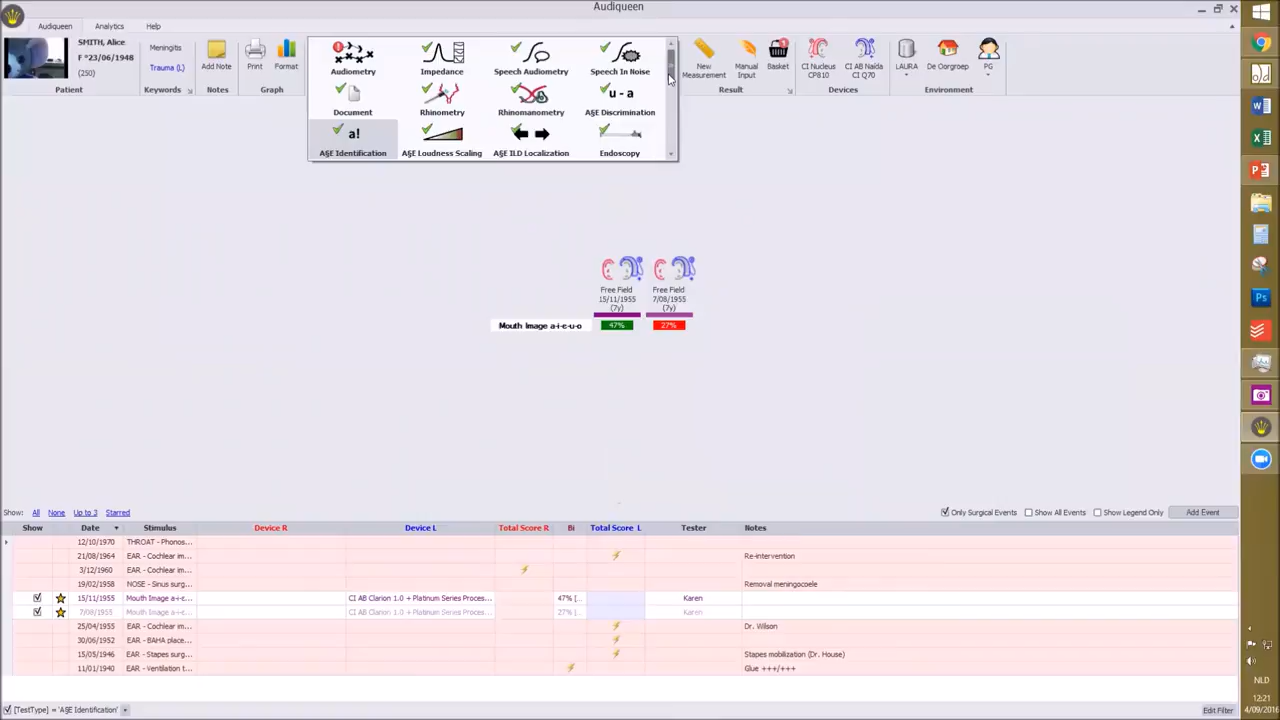 Audiqueen
Audiqueen Analytics Help
SMITH, Alice
F °23/06/1948
(250)
Patient
Meningitis
Trauma (L)
Keywords
Add Note
Notes
Print
Format
Graph
Audiometry
Impedance
Speech Audiometry
Speech In Noise
Document
Rhinometry
Rhinomanometry
u - a
A§E Discrimination
a!
A§E Identification
A§E Loudness Scaling
A§E ILD Localization
Endoscopy
New Measurement
Manual Input
Basket
Result
CI Nucleus CP810
CI AB Naida CI Q70
Devices
LAURA
De Oorgroep
PG
Environment
Free Field
15/11/1955
(7y)
Free Field
7/08/1955
(7y)
Mouth Image a-i-ɛ-u-o 47% 27%
Show: All None Up to 3 Starred
Only Surgical Events Show All Events Show Legend Only Add Event
Show Date Stimulus Device R Device L Total Score R Bi Total Score L Tester Notes
12/10/1970 THROAT - Phonos...
21/08/1964 EAR - Cochlear im... Re-intervention
3/12/1960 EAR - Cochlear im...
19/02/1958 NOSE - Sinus surg... Removal meningocoele
15/11/1955 Mouth Image a-i-ɛ... CI AB Clarion 1.0 + Platinum Series Proces... 47% [... Karen
7/08/1955 Mouth Image a-i-ɛ... CI AB Clarion 1.0 + Platinum Series Proces... 27% [... Karen
25/04/1955 EAR - Cochlear im... Dr. Wilson
30/06/1952 EAR - BAHA place...
15/05/1946 EAR - Stapes surg... Stapes mobilization (Dr. House)
11/01/1940 EAR - Ventilation t... Glue +++/+++
[TestType] = 'A§E Identification' Edit Filter
NLD
12:21
4/09/2016